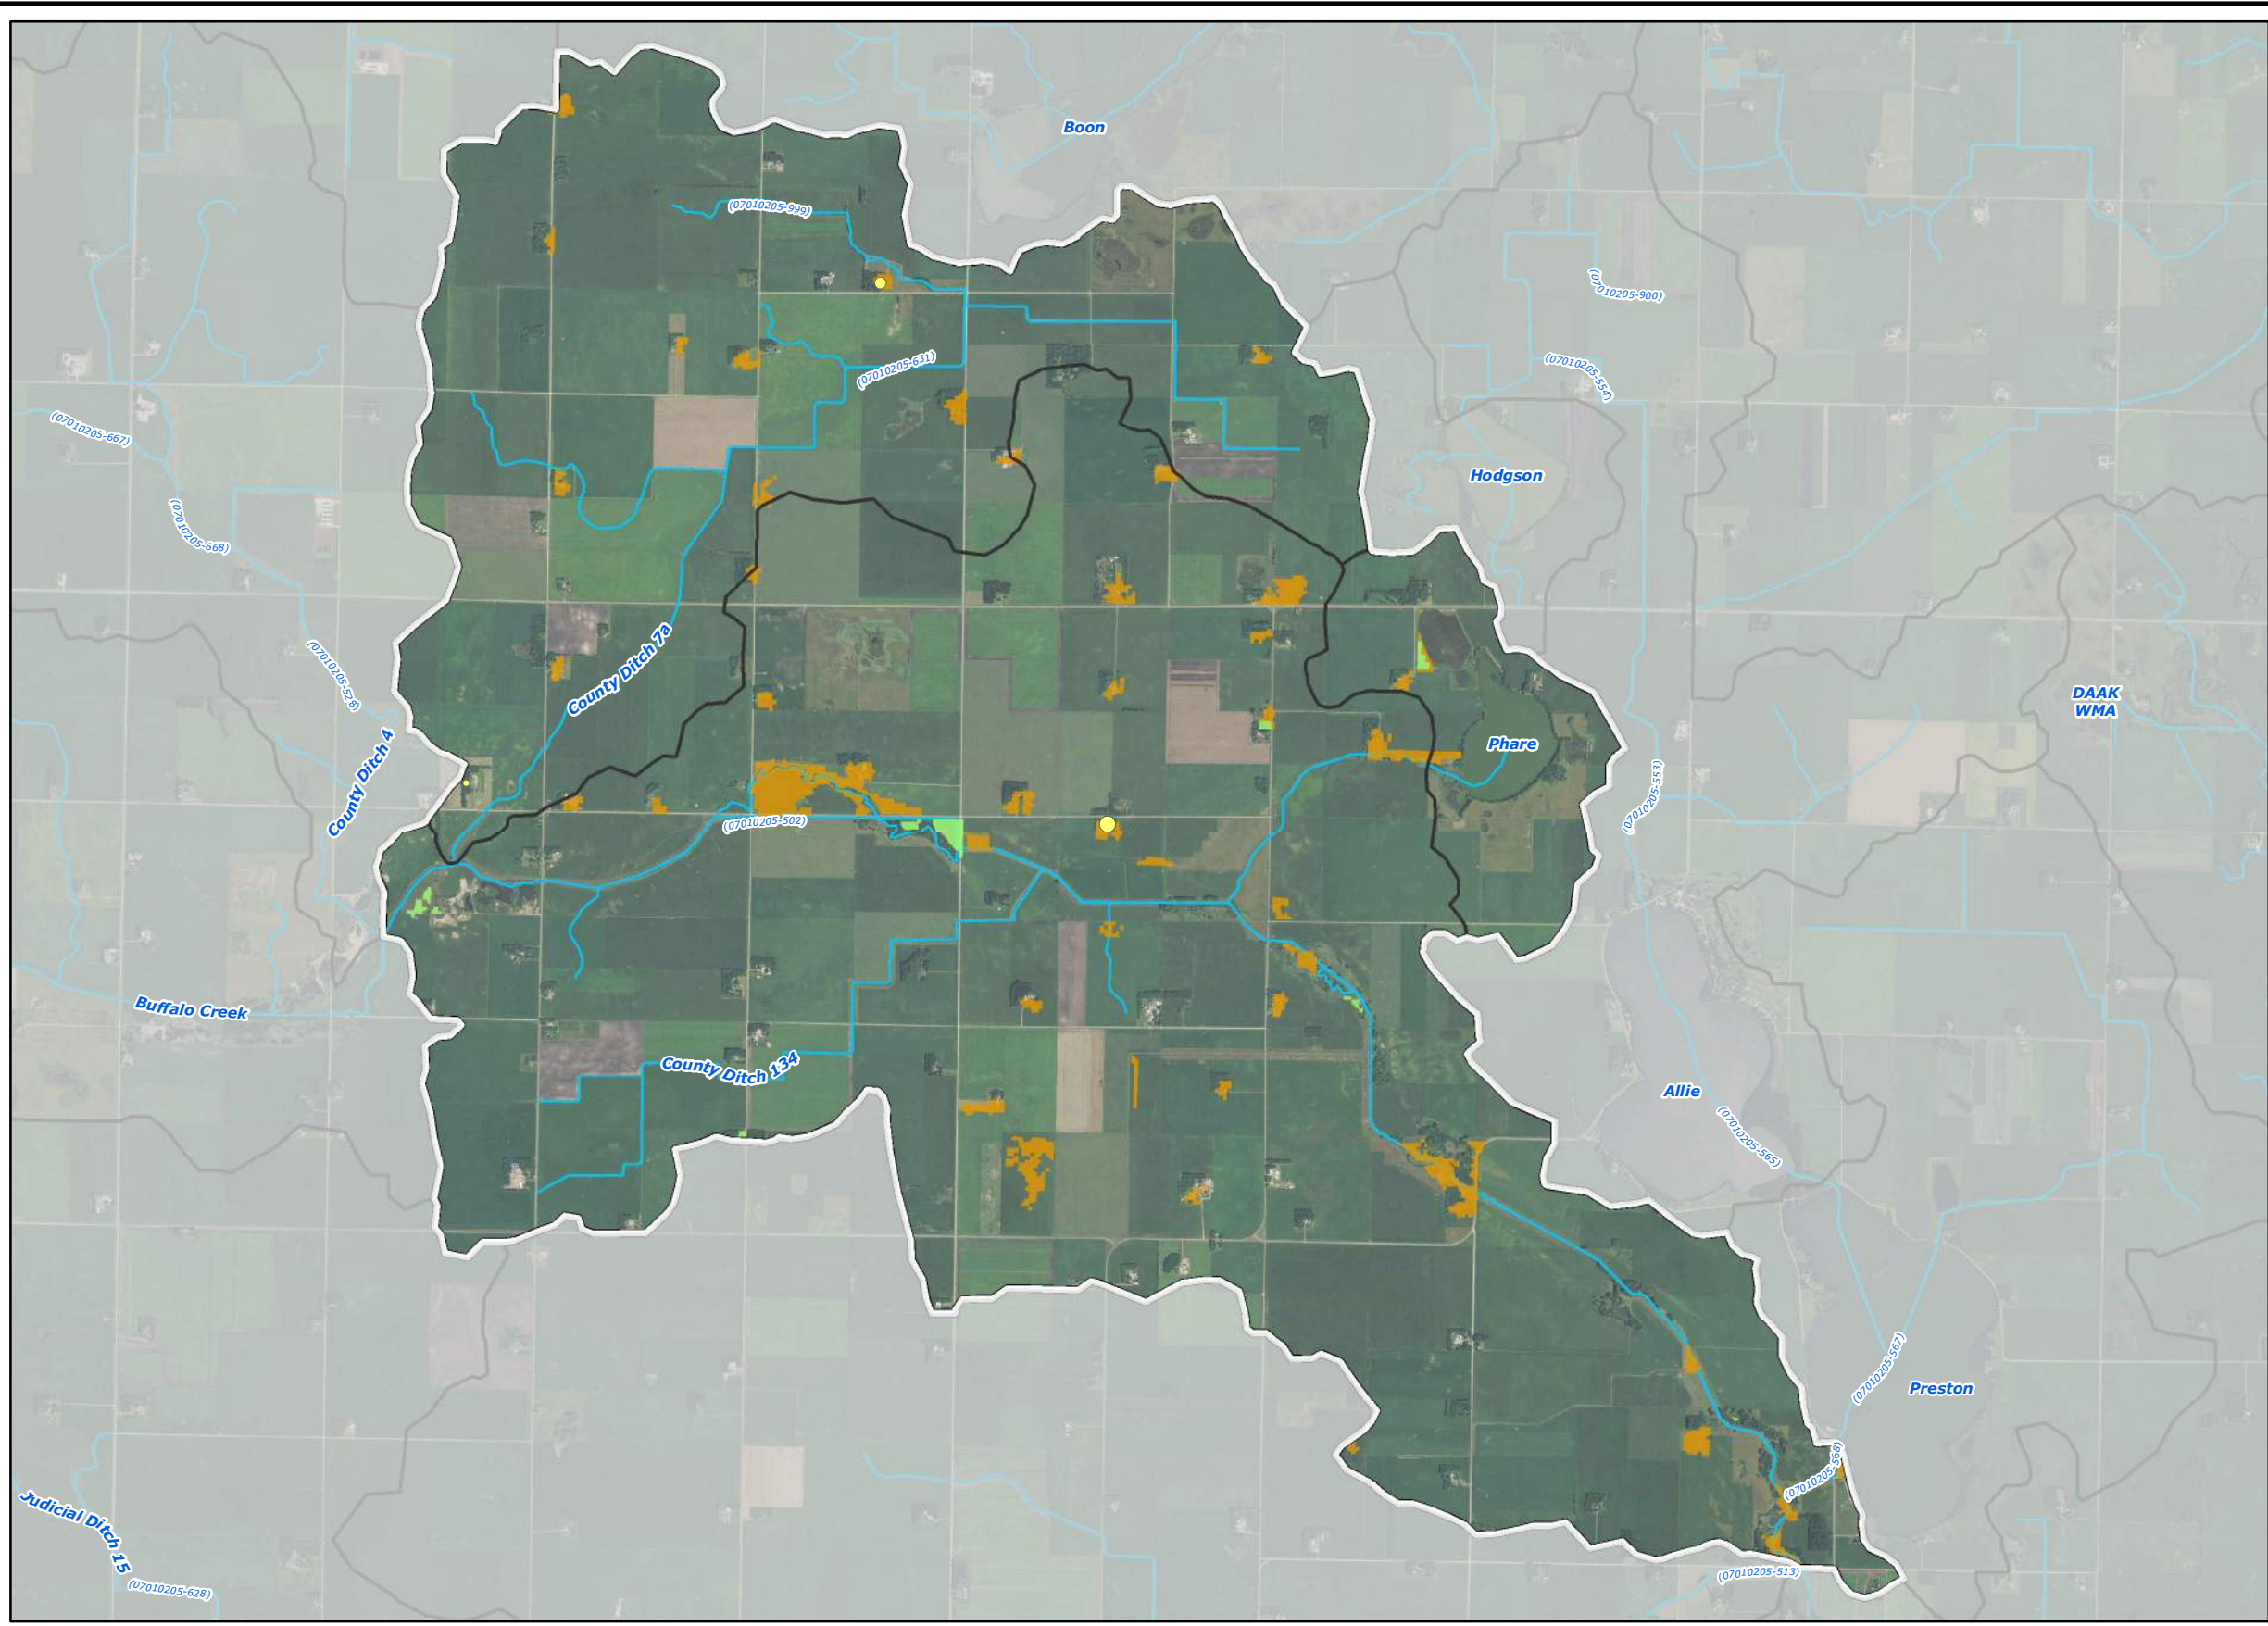 Boon
(07010205-999)
(07010205-900)
(07010205-631)
(07010205-554)
(07010205-667)
Hodgson
(07010205-668)
County Ditch 7a
(07010205-528)
DAAK
WMA
Phare
County Ditch 4
(07010205-553)
(07010205-502)
Buffalo Creek
County Ditch 134
Allie
(07010205-565)
(07010205-567)
Preston
(07010205-568)
Judicial Ditch 15
(07010205-513)
(07010205-628)